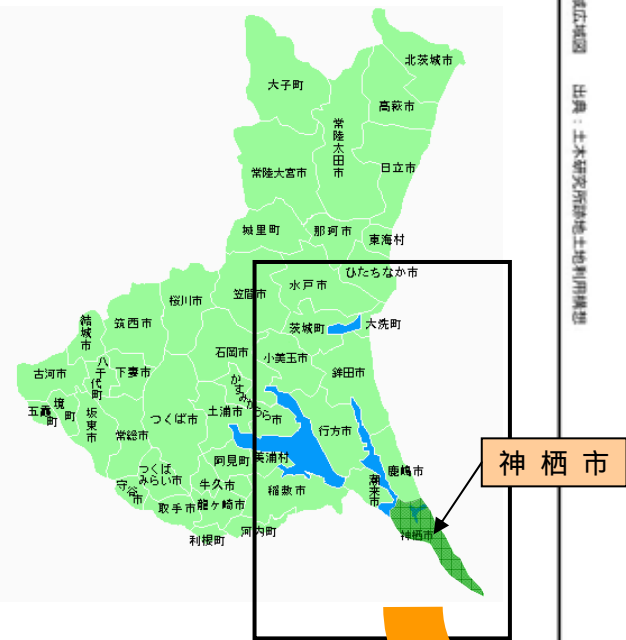 北茨城市
大子町
高萩市
常陸太田市
日立市
常陸大宮市
城里町
那珂市
東海村
ひたちなか市
水戸市
笠間市
桜川市
茨城町
大洗町
筑西市
結城市
石岡市
小美玉市
鉾田市
古河市
八千代町
下妻市
かすみがうら市
五霞町
境町
坂東市
つくば市
土浦市
行方市
常総市
阿見町
美浦村
鹿嶋市
神栖市
つくば
みらい市
守谷市
牛久市
稲敷市
潮来市
取手市
龍ヶ崎市
利根町
河内町
神栖市
広域図 出典:土木研究所跡地土地利用構想